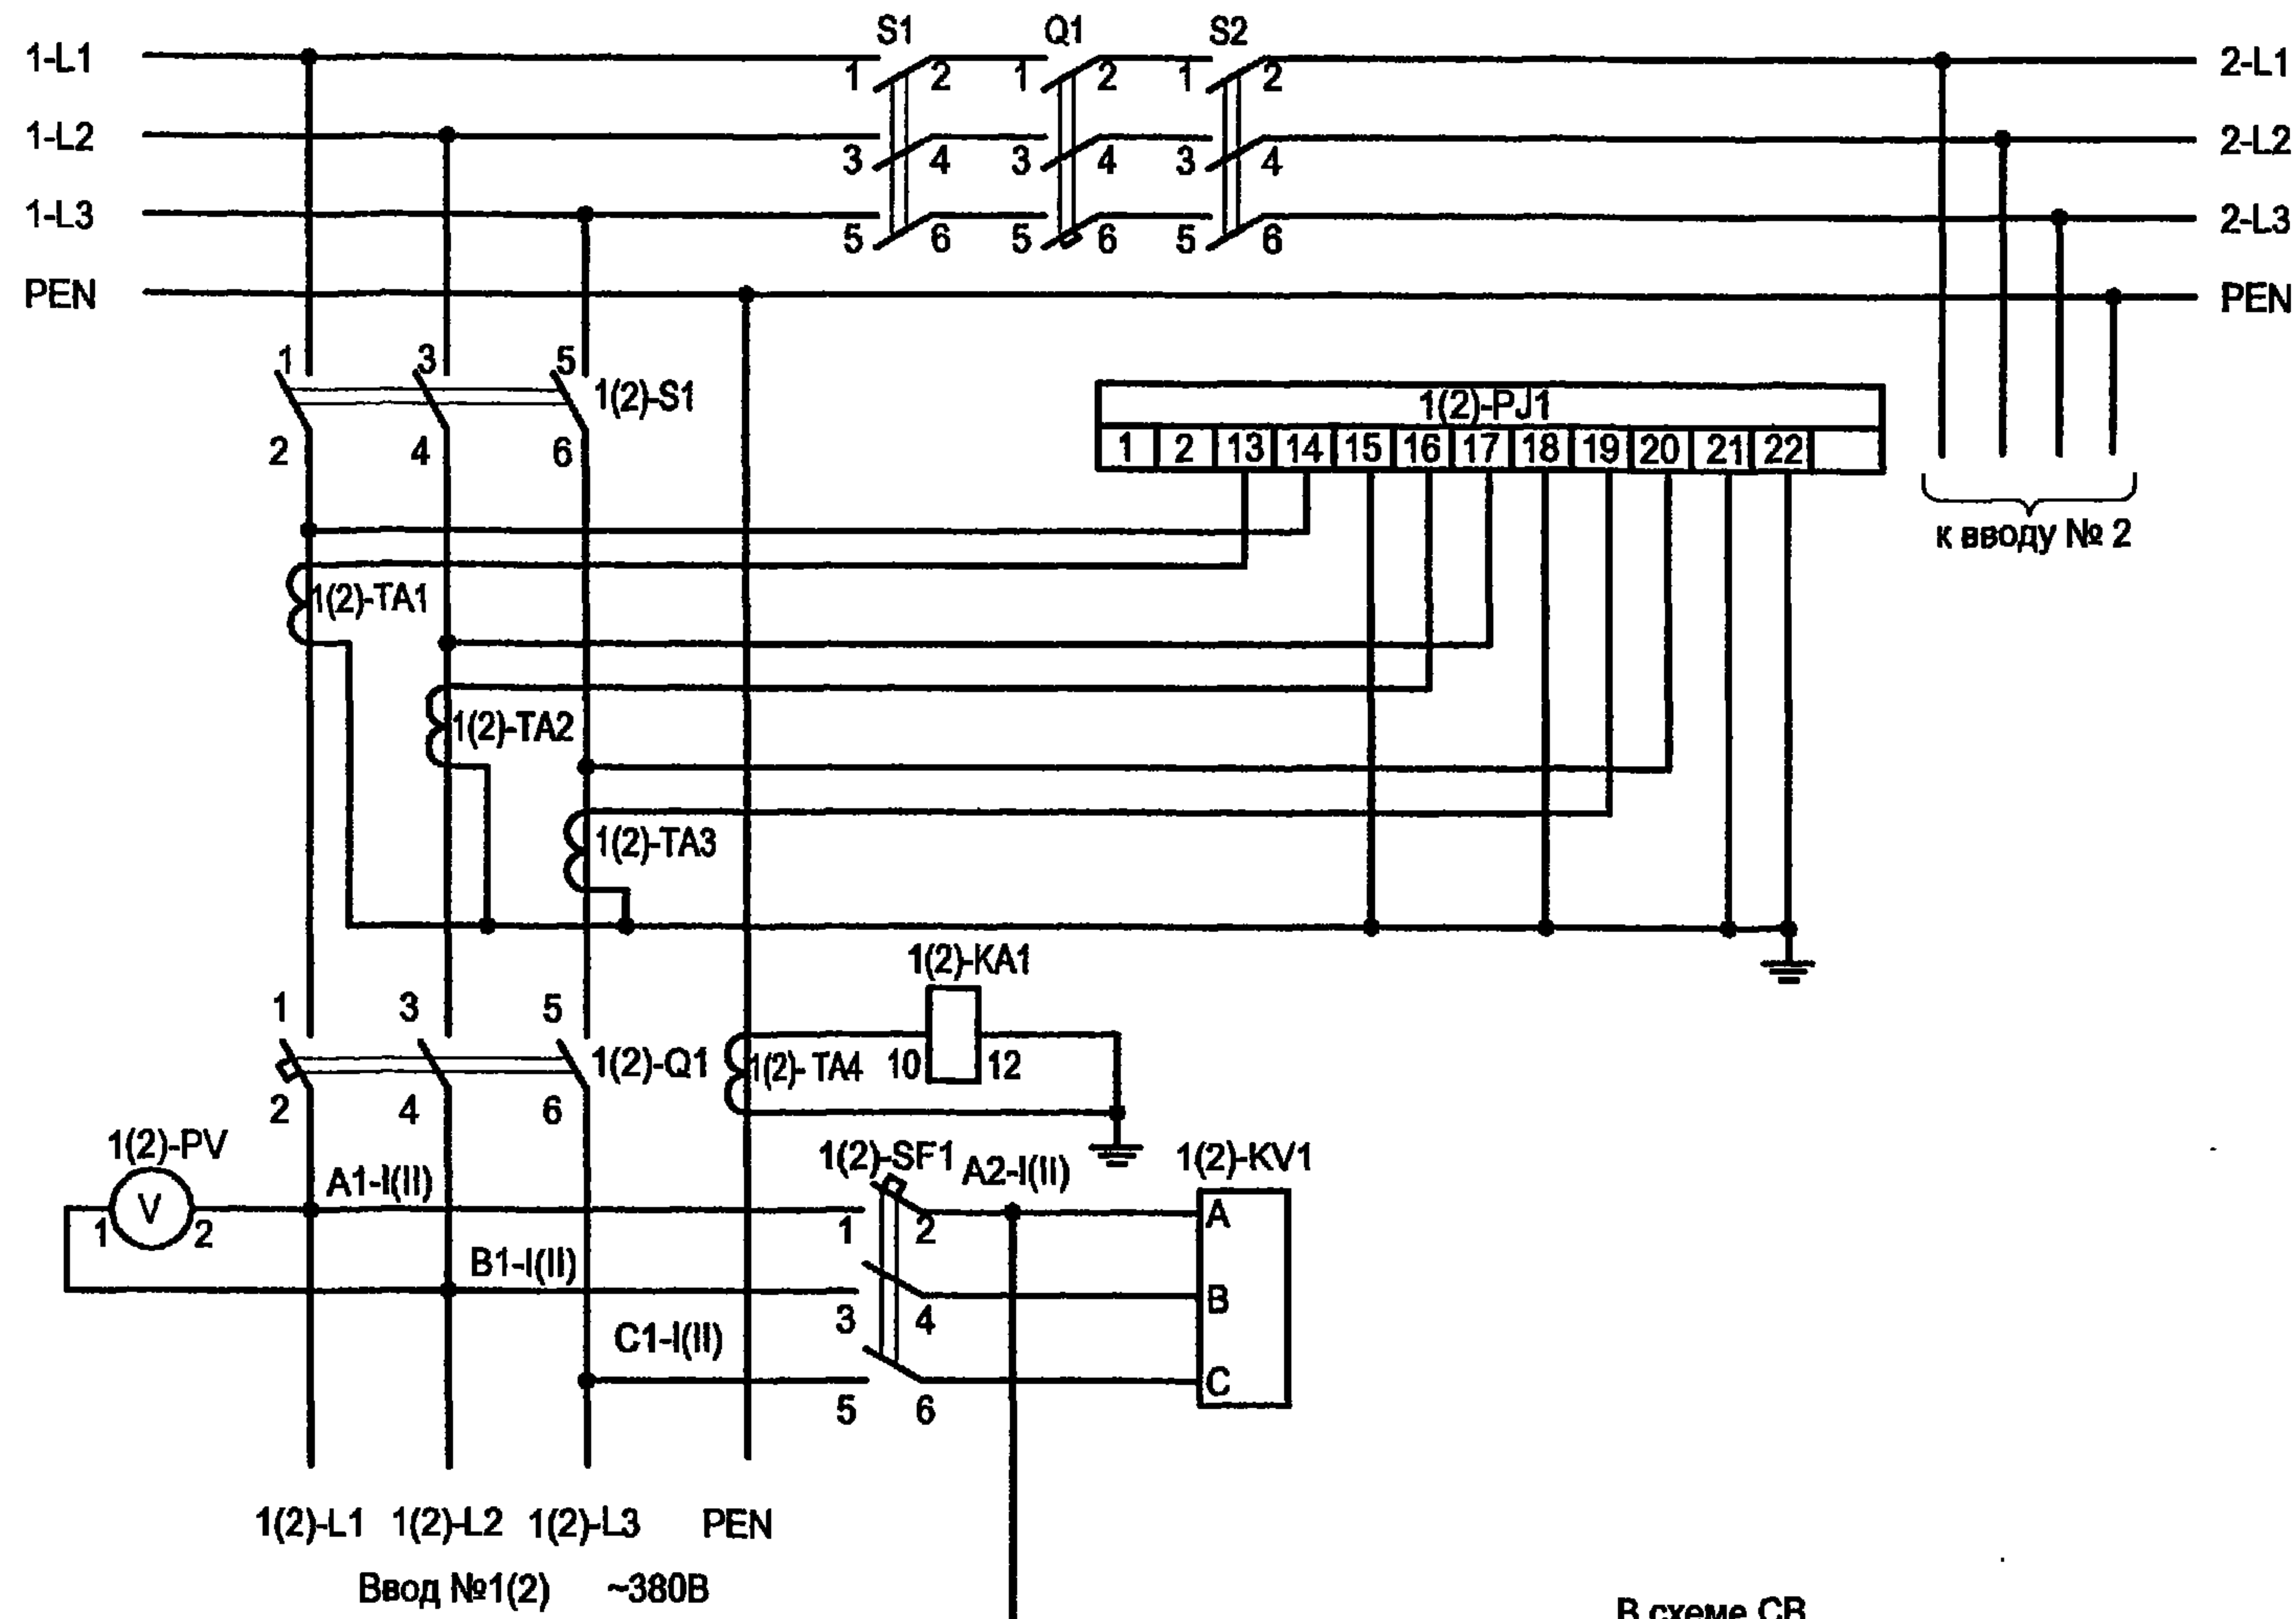 S1 Q1 S2
1-L1 1 2 1 2 1 2 2-L1
1-L2 3 4 3 4 3 4 2-L2
1-L3 5 6 5 6 5 6 2-L3
PEN PEN
1 3 5 1(2)-S1
2 4 6
1(2)-PJ1
1 2 13 14 15 16 17 18 19 20 21 22
к вводу № 2
1(2)-TA1
1(2)-TA2
1(2)-TA3
1(2)-KA1
10 12
1(2)-TA4
1 3 5 1(2)-Q1
2 4 6
1(2)-PV
V
1 2
A1-I(II)
B1-I(II)
C1-I(II)
1(2)-SF1 A2-I(II) 1(2)-KV1
1 2 A
3 4 B
5 6 C
1(2)-L1 1(2)-L2 1(2)-L3 PEN
Ввод №1(2) ~380В
В схеме СВ